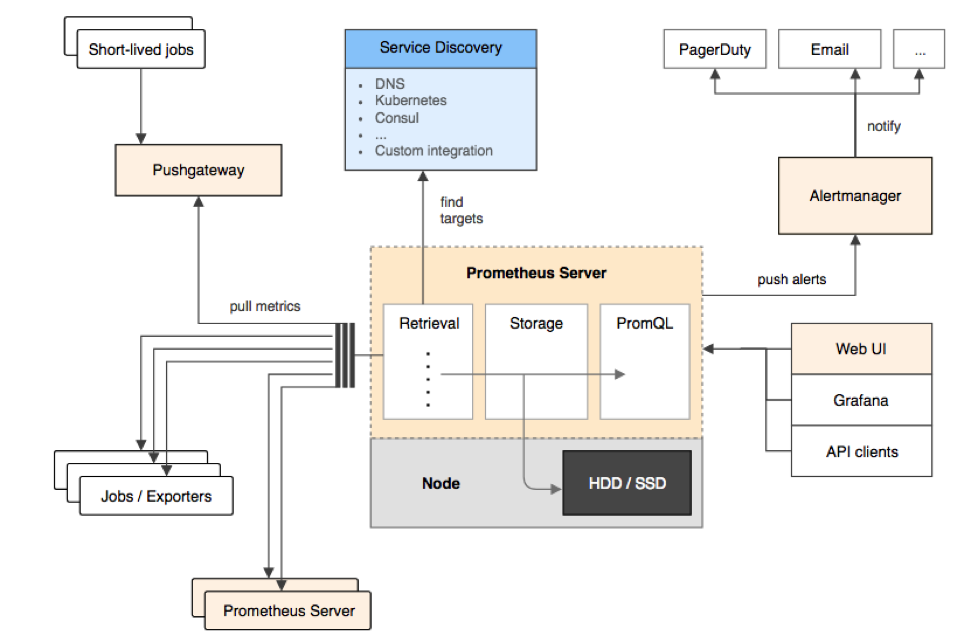 Short-lived jobs
Service Discovery
PagerDuty
Email
...
• DNS
• Kubernetes
• Consul
• ...
• Custom integration
notify
Pushgateway
Alertmanager
find
targets
Prometheus Server
push alerts
pull metrics
Retrieval
Storage
PromQL
Web UI
Grafana
API clients
Node
HDD / SSD
Jobs / Exporters
Prometheus Server